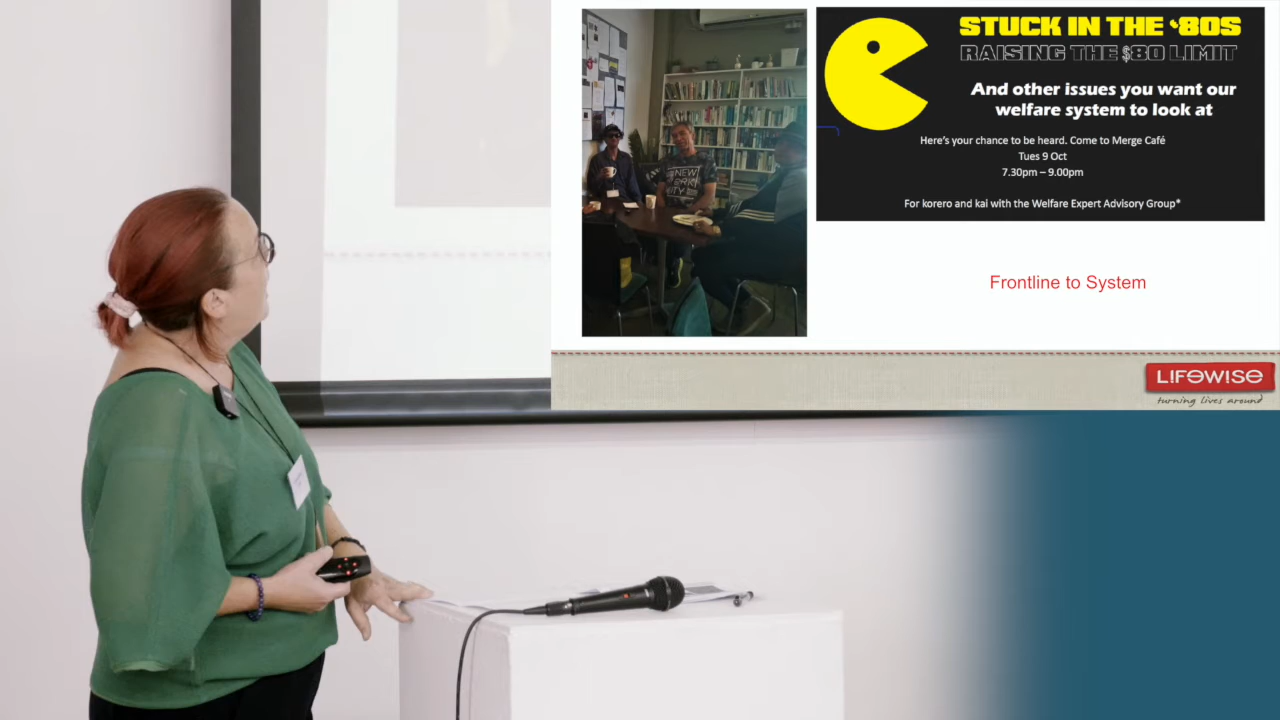 STUCK IN THE '80S
RAISING THE $80 LIMIT
And other issues you want our
welfare system to look at
Here's your chance to be heard. Come to Merge Café
Tues 9 Oct
7.30pm – 9.00pm
For korero and kai with the Welfare Expert Advisory Group*
NEW
YORK
CITY
Frontline to System
LIFEWISE
turning lives around